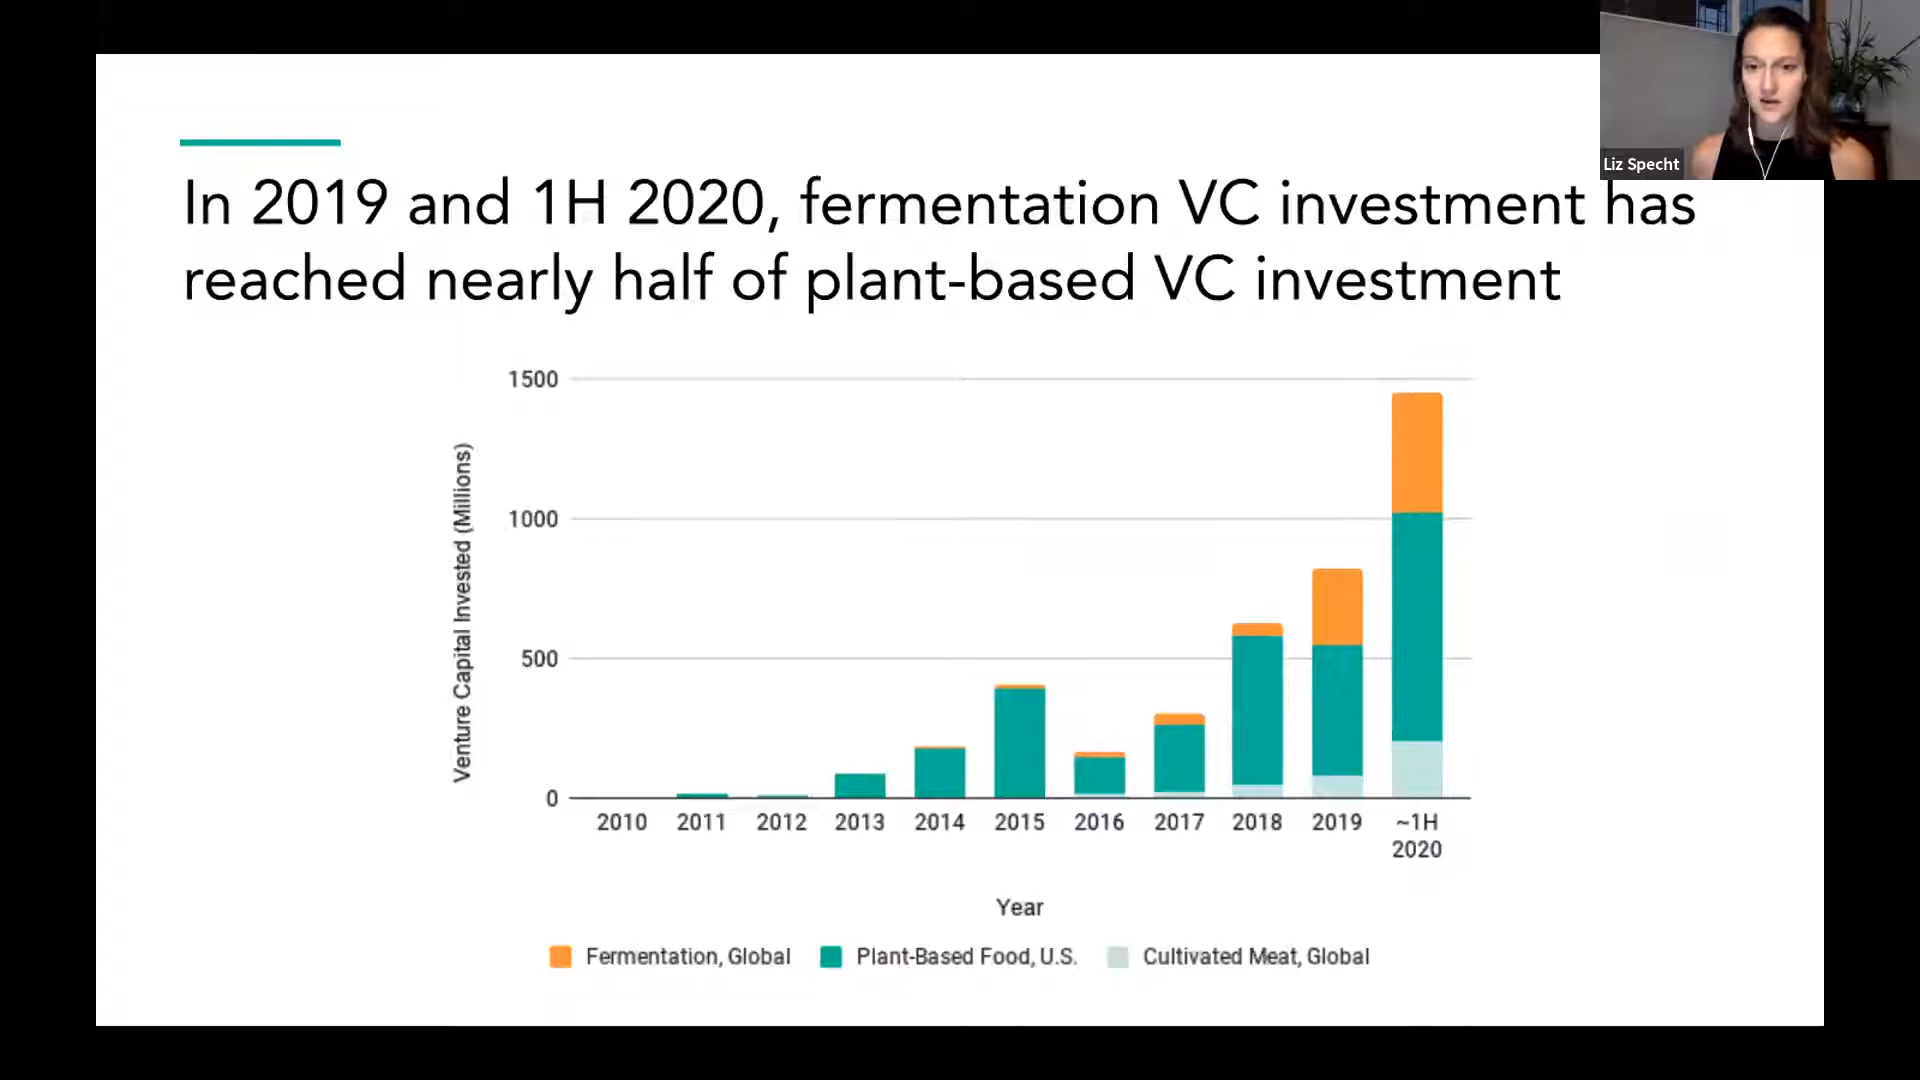 Liz Specht
In 2019 and 1H 2020, fermentation VC investment has
reached nearly half of plant-based VC investment
Venture Capital Invested (Millions)
1500
1000
500
0
2010 2011 2012 2013 2014 2015 2016 2017 2018 2019 ~1H
2020
Year
Fermentation, Global Plant-Based Food, U.S. Cultivated Meat, Global